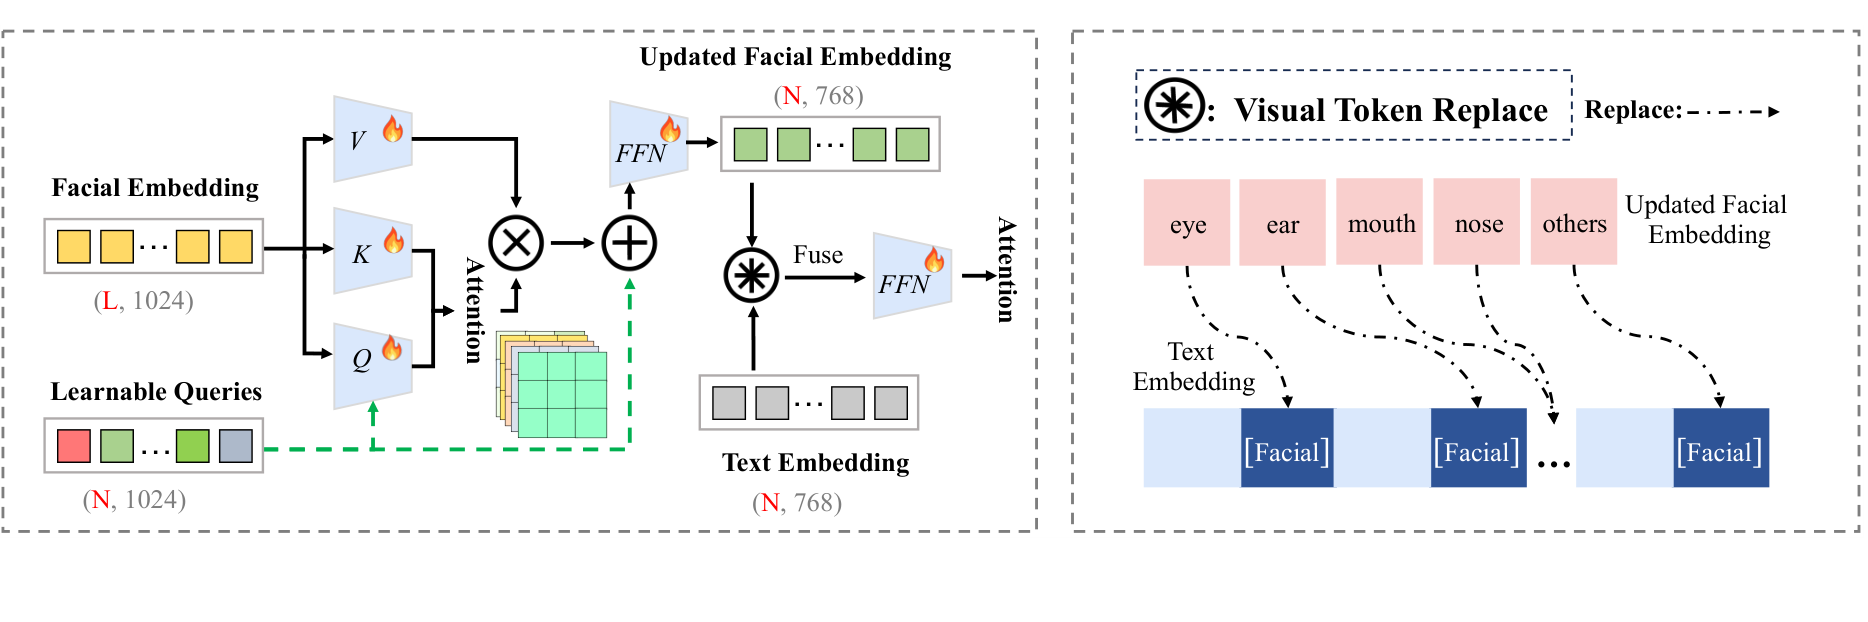 Facial Embedding
(L, 1024)
Learnable Queries
(N, 1024)
V
K
Q
Attention
FFN
Updated Facial Embedding
(N, 768)
Fuse
FFN
Attention
Text Embedding
(N, 768)
: Visual Token Replace
Replace:
eye ear mouth nose others
Updated Facial
Embedding
Text
Embedding
[Facial] [Facial] ... [Facial]